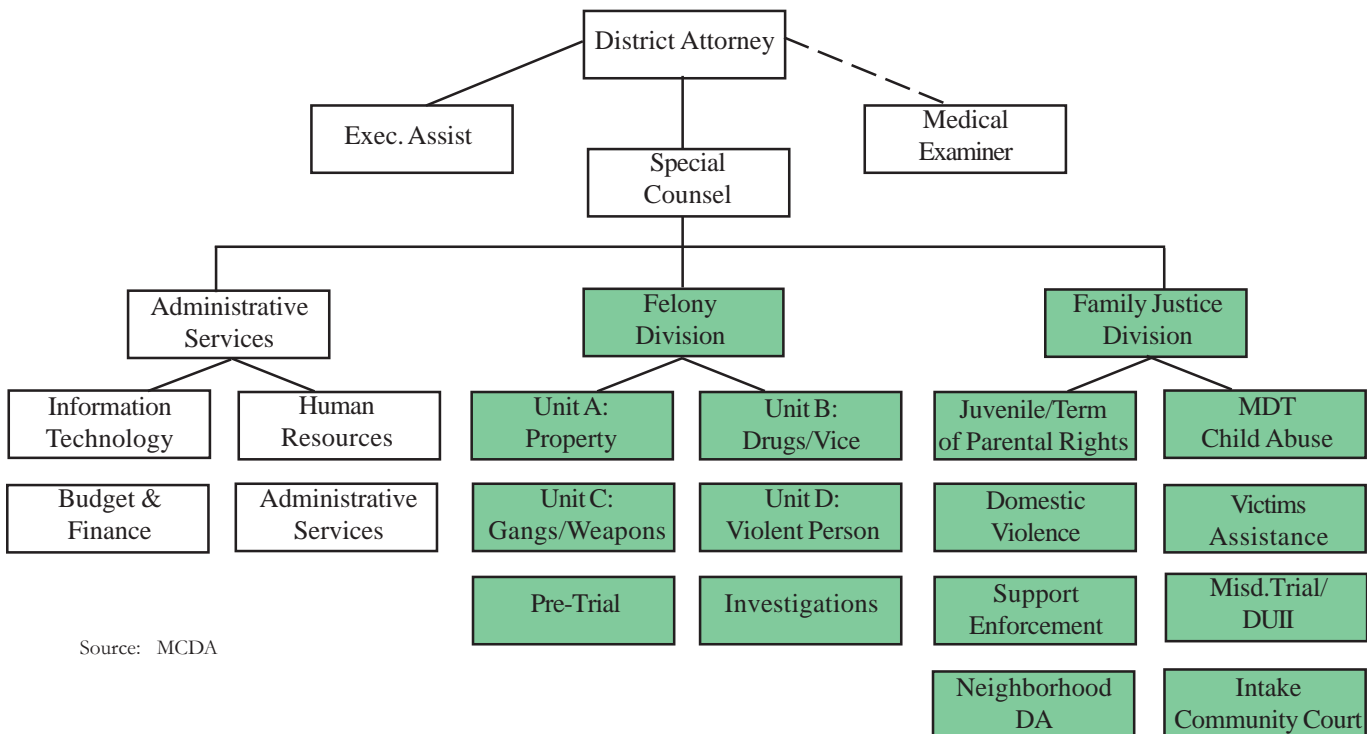 District Attorney
Exec. Assist
Medical
Examiner
Special
Counsel
Administrative
Services
Felony
Division
Family Justice
Division
Information
Technology
Human
Resources
Unit A:
Property
Unit B:
Drugs/Vice
Juvenile/Term
of Parental Rights
MDT
Child Abuse
Budget &
Finance
Administrative
Services
Unit C:
Gangs/Weapons
Unit D:
Violent Person
Domestic
Violence
Victims
Assistance
Pre-Trial
Investigations
Support
Enforcement
Misd.Trial/
DUII
Source: MCDA
Neighborhood
DA
Intake
Community Court